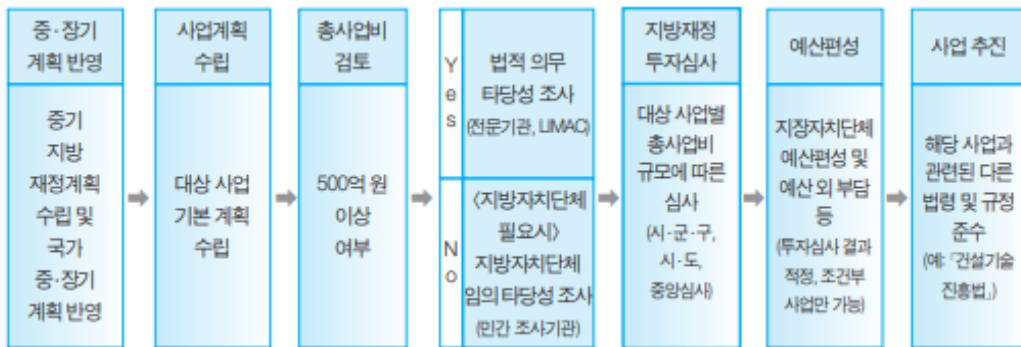 중·장기
계획 반영
중기
지방
재정계획
수립 및
국가
중·장기
계획 반영
사업계획
수립
대상 사업
기본 계획
수립
총사업비
검토
500억 원
이상
여부
Yes
법적 의무
타당성 조사
(전문기관, LIMAC)
No
〈지방자치단체
필요시〉
지방자치단체
임의 타당성 조사
(민간 조사기관)
지방재정
투자심사
대상 사업별
총사업비
규모에 따른
심사
(시·군·구,
시·도,
중앙심사)
예산편성
지장자치단체
예산편성 및
예산 외 부담
등
(투자심사 결과
적정, 조건부
사업만 가능)
사업 추진
해당 사업과
관련된 다른
법령 및 규정
준수
(예: 「건설기술
진흥법」)